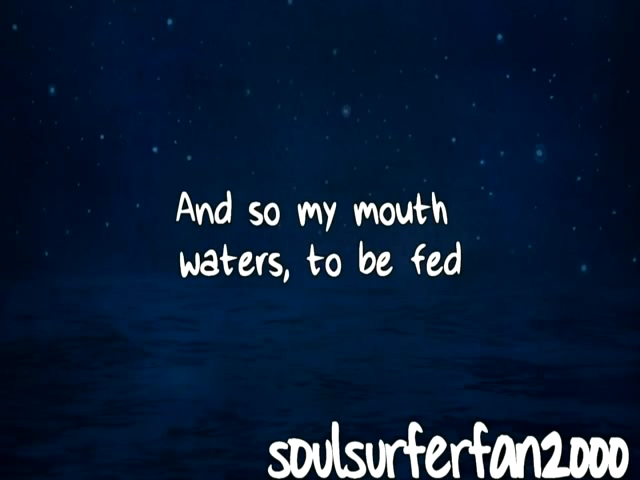 And so my mouth
waters, to be fed
soulsurferfan2000